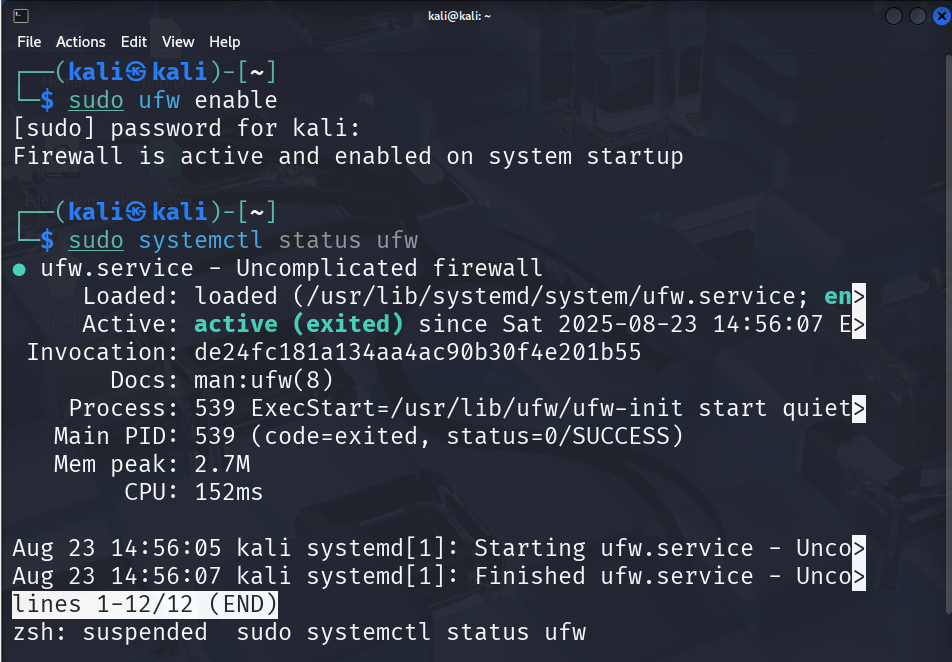 kali@kali: ~
File Actions Edit View Help
┌──(kali㉿kali)-[~]
└─$ sudo ufw enable
[sudo] password for kali:
Firewall is active and enabled on system startup
┌──(kali㉿kali)-[~]
└─$ sudo systemctl status ufw
● ufw.service - Uncomplicated firewall
Loaded: loaded (/usr/lib/systemd/system/ufw.service; en>
Active: active (exited) since Sat 2025-08-23 14:56:07 E>
Invocation: de24fc181a134aa4ac90b30f4e201b55
Docs: man:ufw(8)
Process: 539 ExecStart=/usr/lib/ufw/ufw-init start quiet>
Main PID: 539 (code=exited, status=0/SUCCESS)
Mem peak: 2.7M
CPU: 152ms
Aug 23 14:56:05 kali systemd[1]: Starting ufw.service - Unco>
Aug 23 14:56:07 kali systemd[1]: Finished ufw.service - Unco>
lines 1-12/12 (END)
zsh: suspended  sudo systemctl status ufw